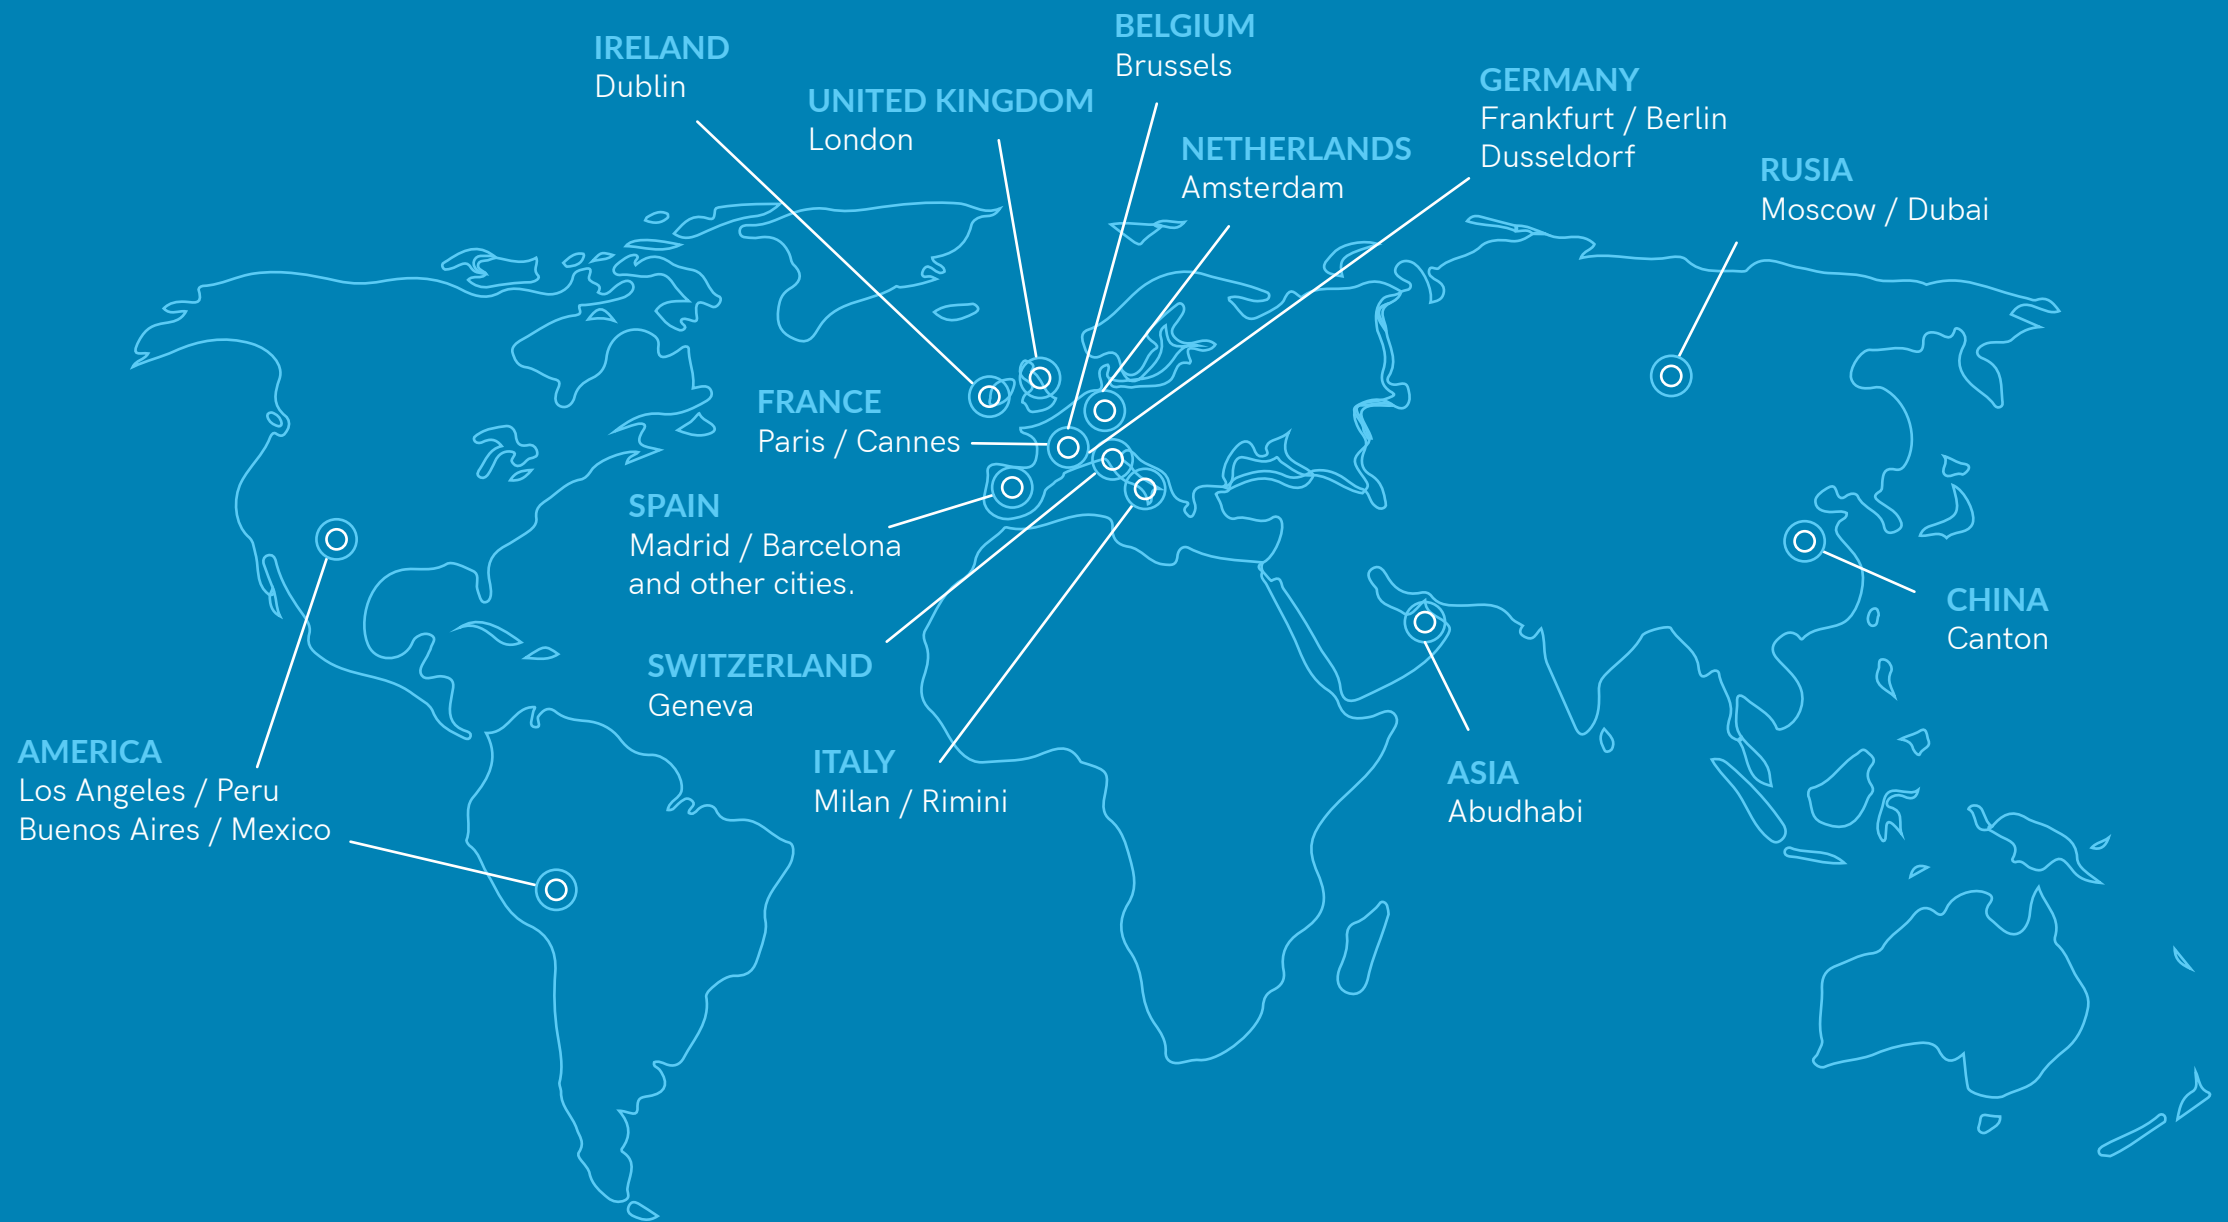 IRELAND
Dublin
UNITED KINGDOM
London
BELGIUM
Brussels
NETHERLANDS
Amsterdam
GERMANY
Frankfurt / Berlin
Dusseldorf
RUSIA
Moscow / Dubai
FRANCE
Paris / Cannes
SPAIN
Madrid / Barcelona
and other cities.
SWITZERLAND
Geneva
ITALY
Milan / Rimini
AMERICA
Los Angeles / Peru
Buenos Aires / Mexico
ASIA
Abudhabi
CHINA
Canton